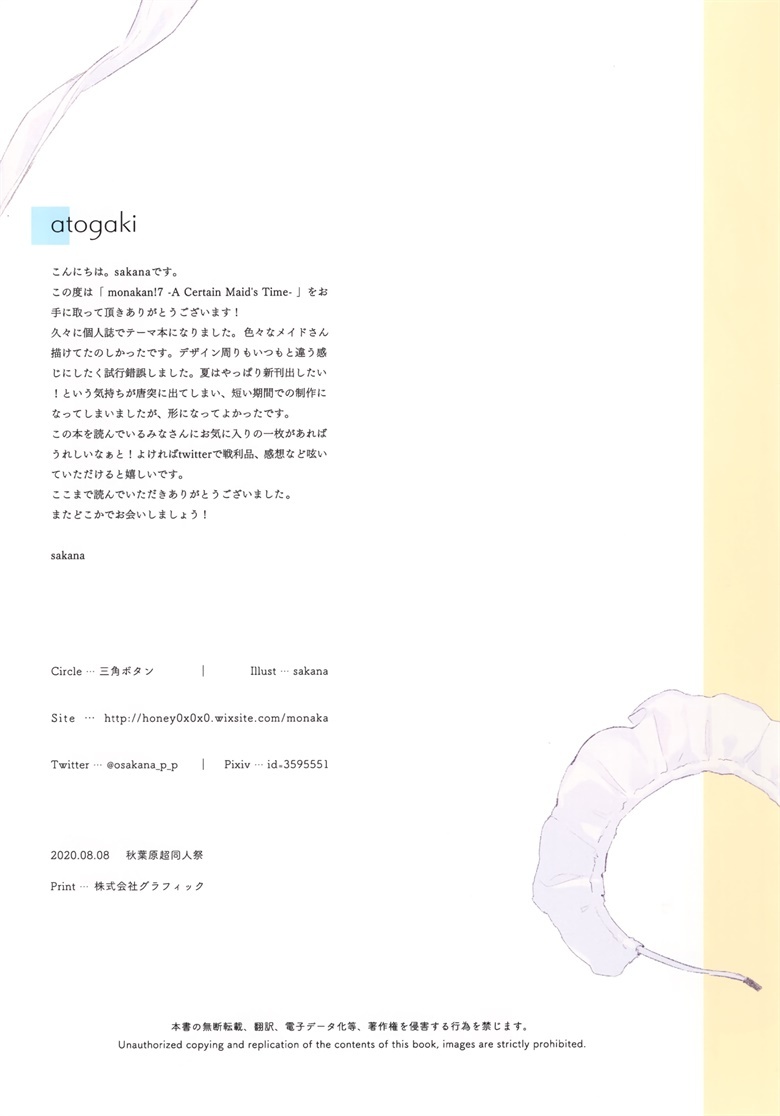 atogaki
こんにちは。sakanaです。
この度は「 monakan!7 -A Certain Maid's Time- 」をお
手に取って頂きありがとうございます！
久々に個人誌でテーマ本になりました。色々なメイドさん
描けてたのしかったです。デザイン周りもいつもと違う感
じにしたく試行錯誤しました。夏はやっぱり新刊出したい
！という気持ちが唐突に出てしまい、短い期間での制作に
なってしまいましたが、形になってよかったです。
この本を読んでいるみなさんにお気に入りの一枚があれば
うれしいなぁと！よければtwitterで戦利品、感想など呟い
ていただけると嬉しいです。
ここまで読んでいただきありがとうございました。
またどこかでお会いしましょう！
sakana
Circle … 三角ボタン | Illust … sakana
Site … http://honey0x0x0.wixsite.com/monaka
Twitter … @osakana_p_p | Pixiv … id=3595551
2020.08.08 秋葉原超同人祭
Print … 株式会社グラフィック
本書の無断転載、翻訳、電子データ化等、著作権を侵害する行為を禁じます。
Unauthorized copying and replication of the contents of this book, images are strictly prohibited.